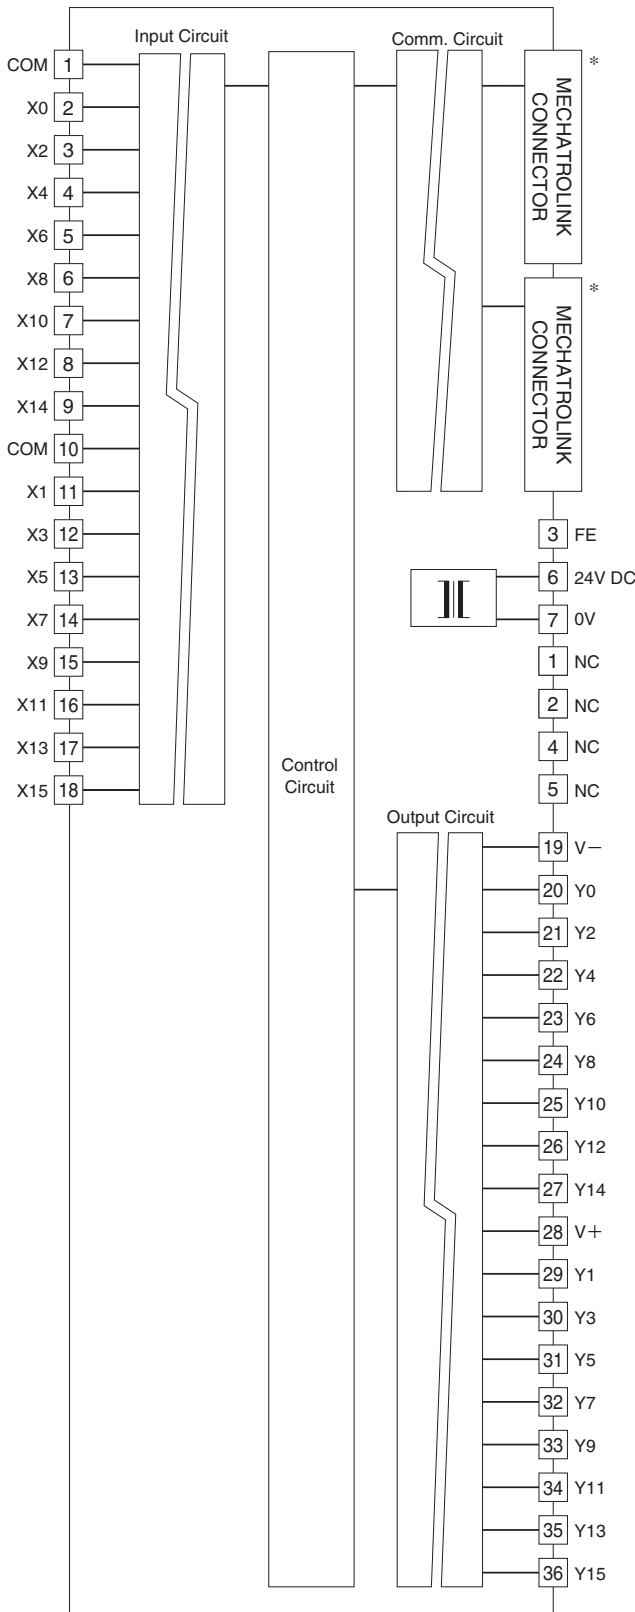 Input Circuit
COM 1
X0 2
X2 3
X4 4
X6 5
X8 6
X10 7
X12 8
X14 9
COM 10
X1 11
X3 12
X5 13
X7 14
X9 15
X11 16
X13 17
X15 18
Control
Circuit
Comm. Circuit
MECHATROLINK
CONNECTOR
*
MECHATROLINK
CONNECTOR
*
3 FE
6 24V DC
7 0V
1 NC
2 NC
4 NC
5 NC
Output Circuit
19 V−
20 Y0
21 Y2
22 Y4
23 Y6
24 Y8
25 Y10
26 Y12
27 Y14
28 V+
29 Y1
30 Y3
31 Y5
32 Y7
33 Y9
34 Y11
35 Y13
36 Y15